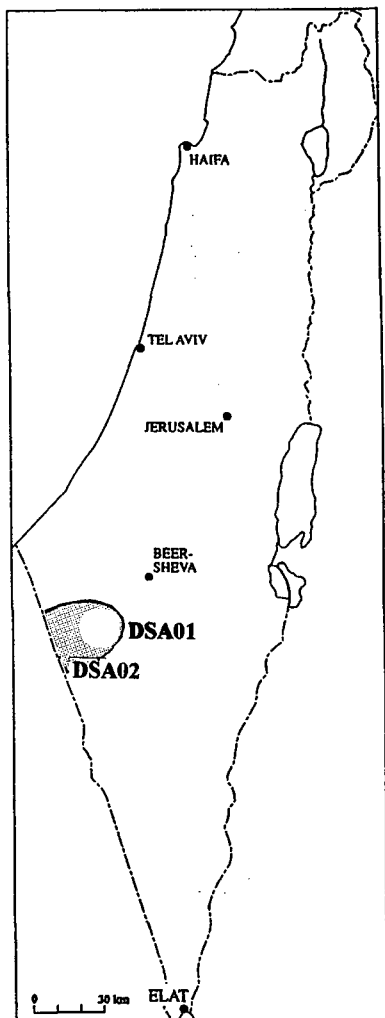 HAIFA
TEL AVIV
JERUSALEM
BEER-
SHEVA
DSA01
DSA02
0 30 km
ELAT